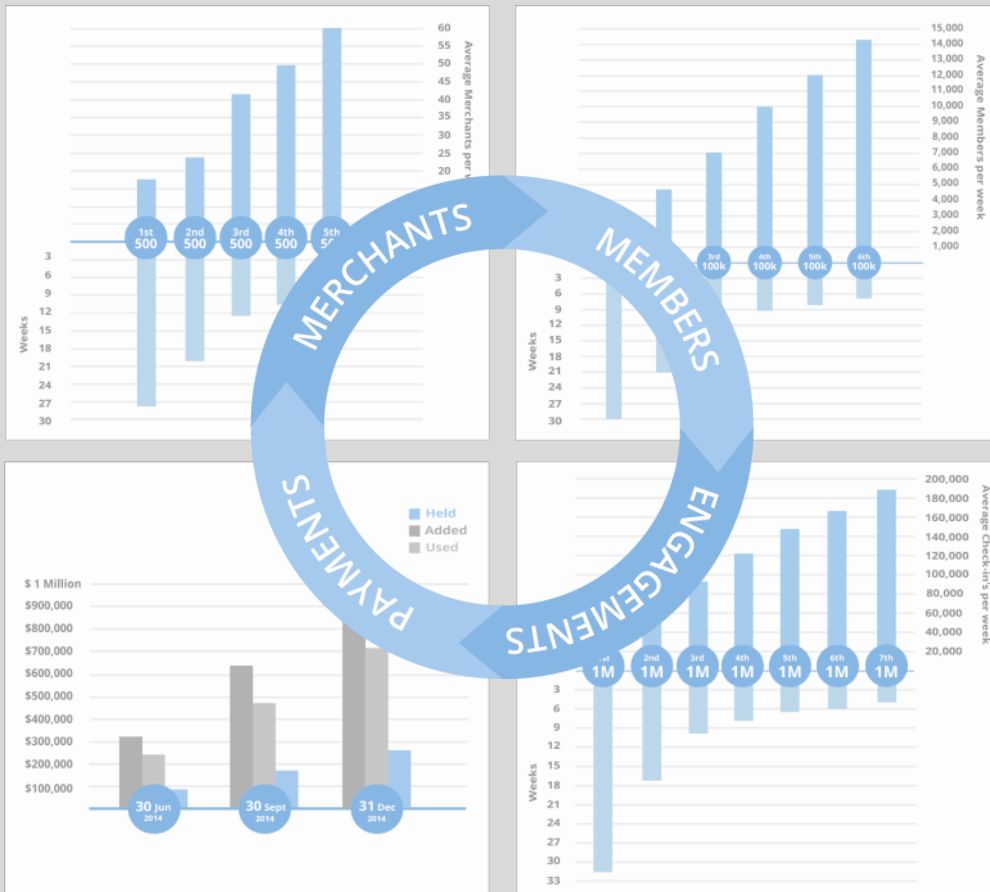 60
55
50
45
40
35
30
25
20
Average Merchants per
1st
500
2nd
500
3rd
500
4th
500
5th
3
6
9
12
15
18
21
24
27
30
Weeks
15,000
14,000
13,000
12,000
11,000
10,000
9,000
8,000
7,000
6,000
5,000
4,000
3,000
2,000
1,000
Average Members per week
3rd
100k
4th
100k
5th
100k
6th
100k
3
6
9
12
15
18
21
24
27
30
Weeks
MERCHANTS
MEMBERS
ENGAGEMENTS
PAYMENTS
Held
Added
Used
$ 1 Million
$900,000
$800,000
$700,000
$600,000
$500,000
$400,000
$300,000
$200,000
$100,000
30 Jun
2014
30 Sept
2014
31 Dec
2014
200,000
180,000
160,000
140,000
120,000
100,000
80,000
60,000
40,000
20,000
Average Check-in's per week
1M
2nd
1M
3rd
1M
4th
1M
5th
1M
6th
1M
7th
1M
3
6
9
12
15
18
21
24
27
30
33
Weeks